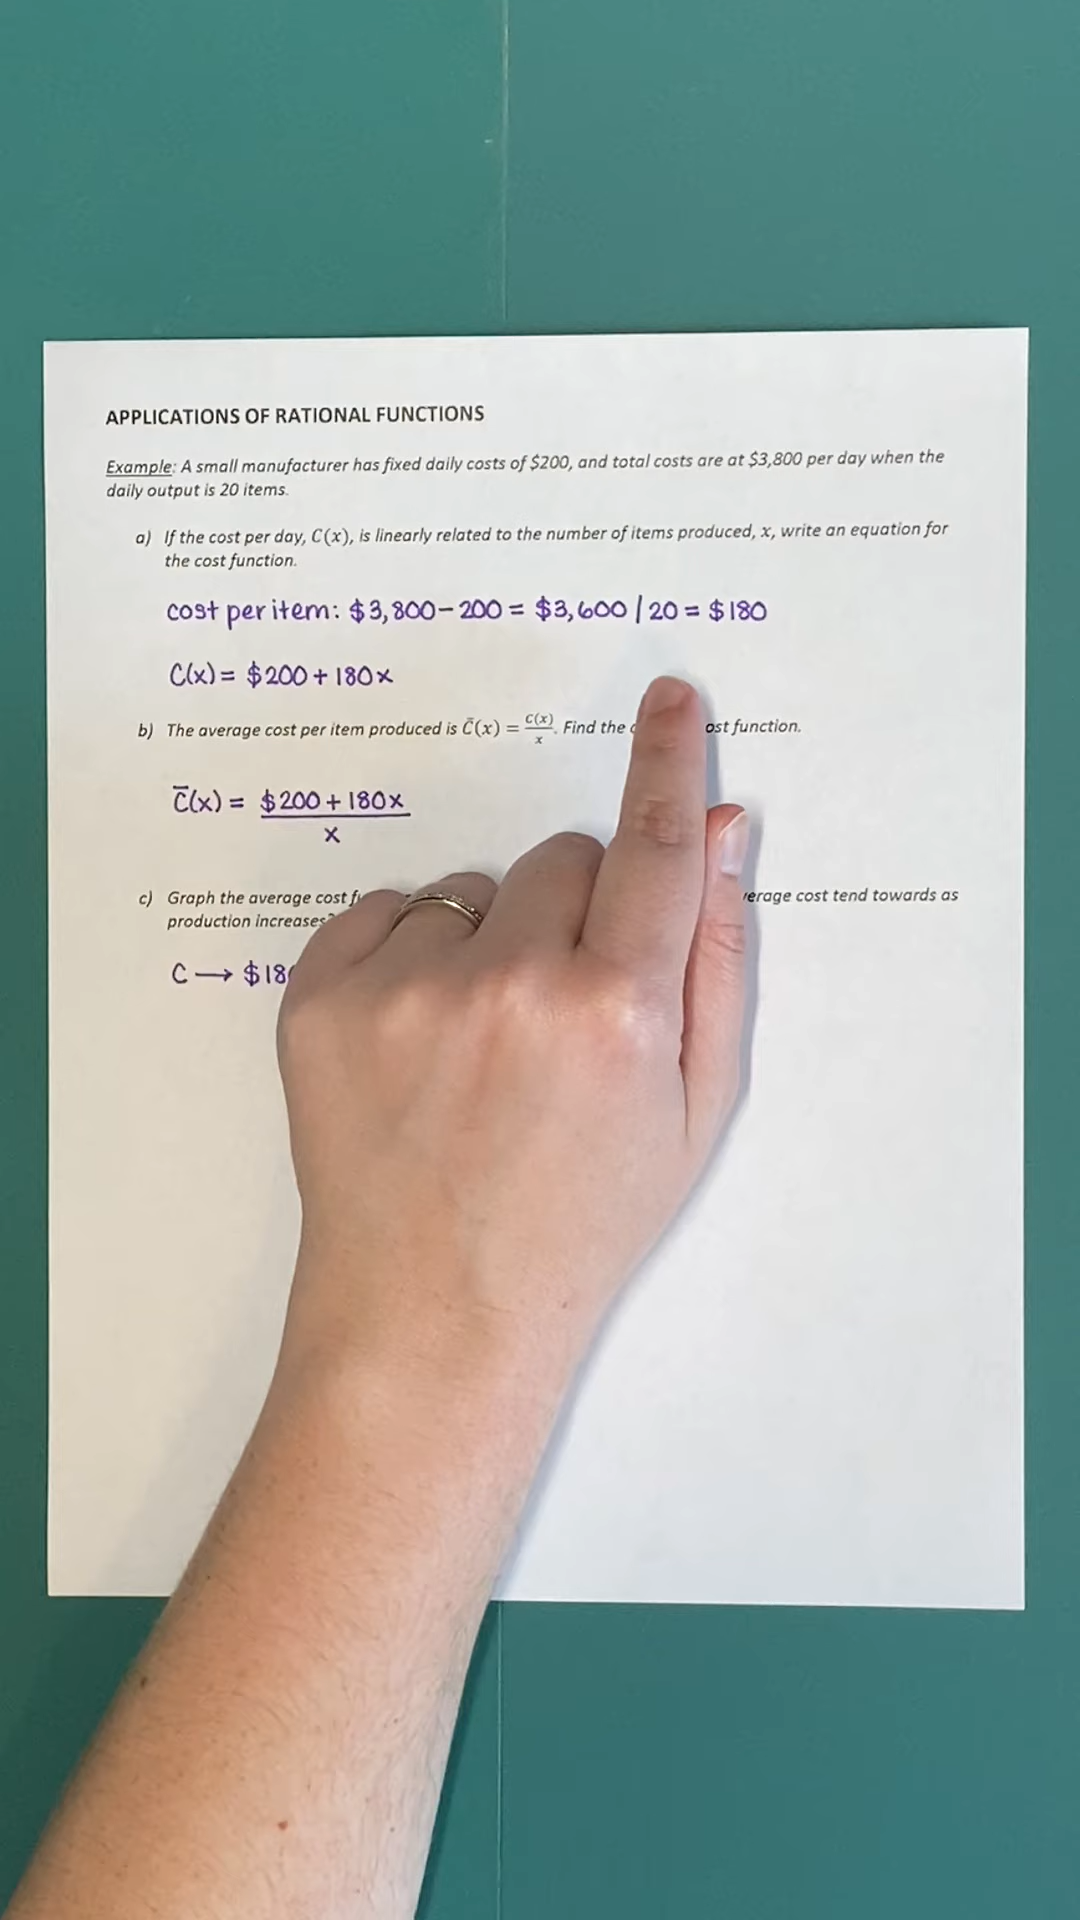 APPLICATIONS OF RATIONAL FUNCTIONS
Example: A small manufacturer has fixed daily costs of $200, and total costs are at $3,800 per day when the
daily output is 20 items.
a) If the cost per day, C(x), is linearly related to the number of items produced, x, write an equation for
the cost function.
cost per item: $3,800 - 200 = $3,600 / 20 = $180
C(x) = $200 + 180x
b) The average cost per item produced is C̄(x) = C(x)/x. Find the ost function.
C̄(x) = $200 + 180x
x
c) Graph the average cost verage cost tend towards as
production increases?
C → $18